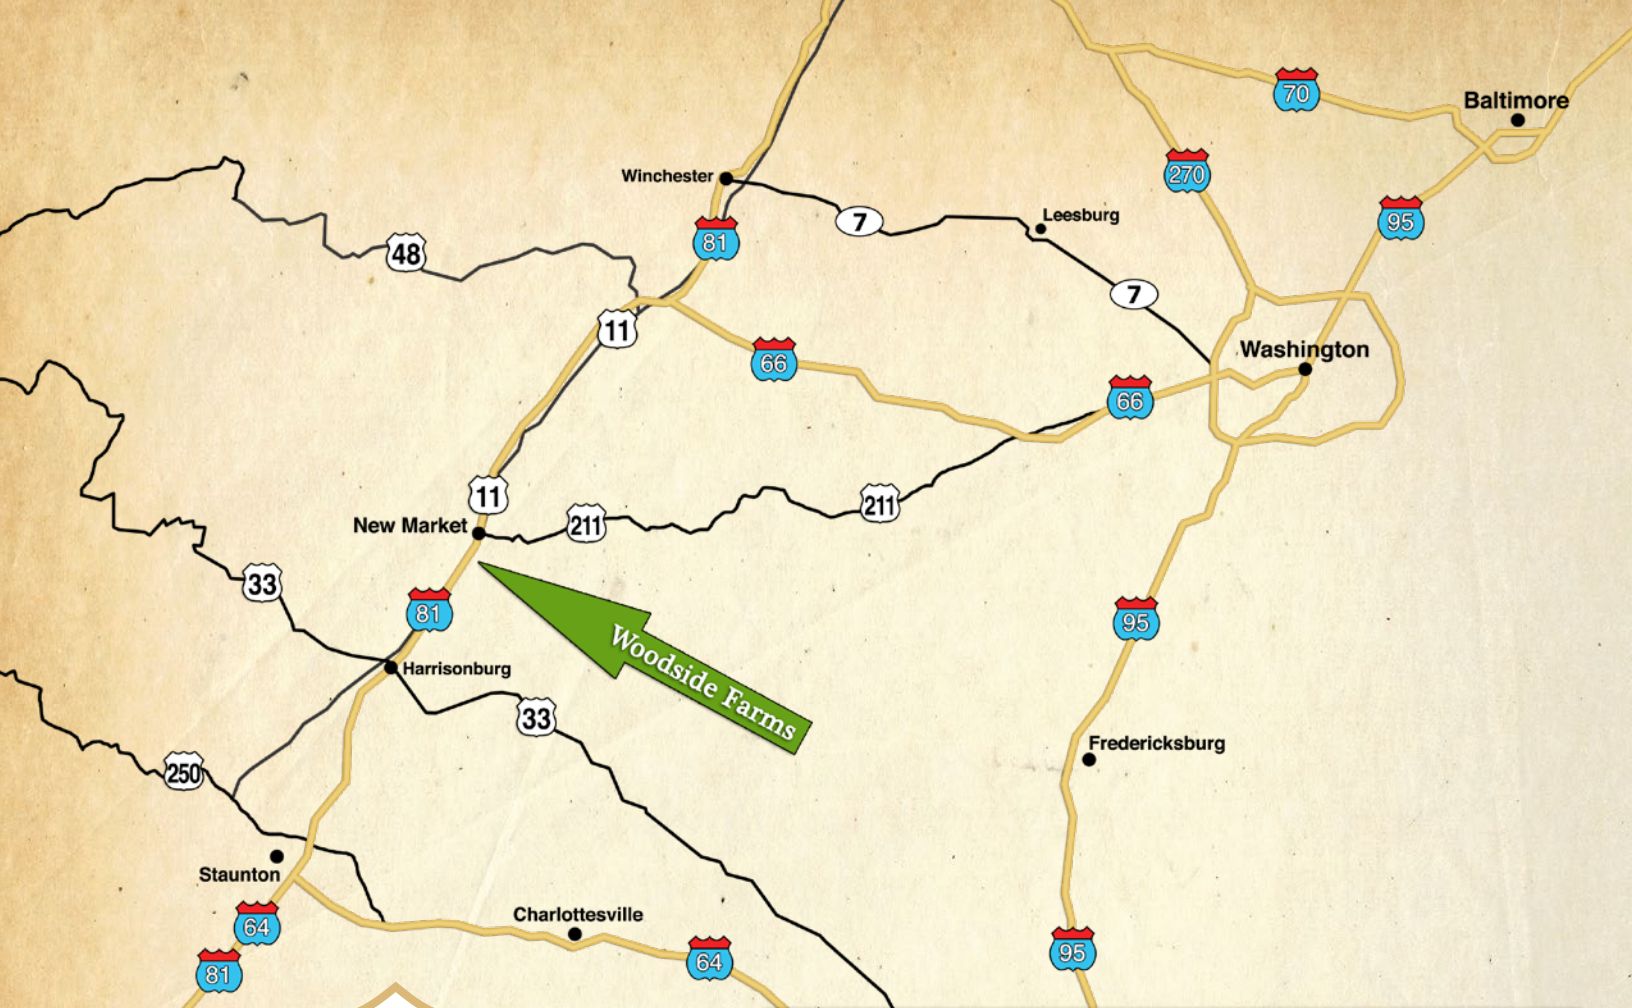 70
Baltimore
270
Winchester
Leesburg
7
95
81
48
7
11
Washington
66
66
11
211
211
New Market
33
81
95
Woodside Farms
Harrisonburg
33
Fredericksburg
250
Staunton
Charlottesville
64
95
64
81